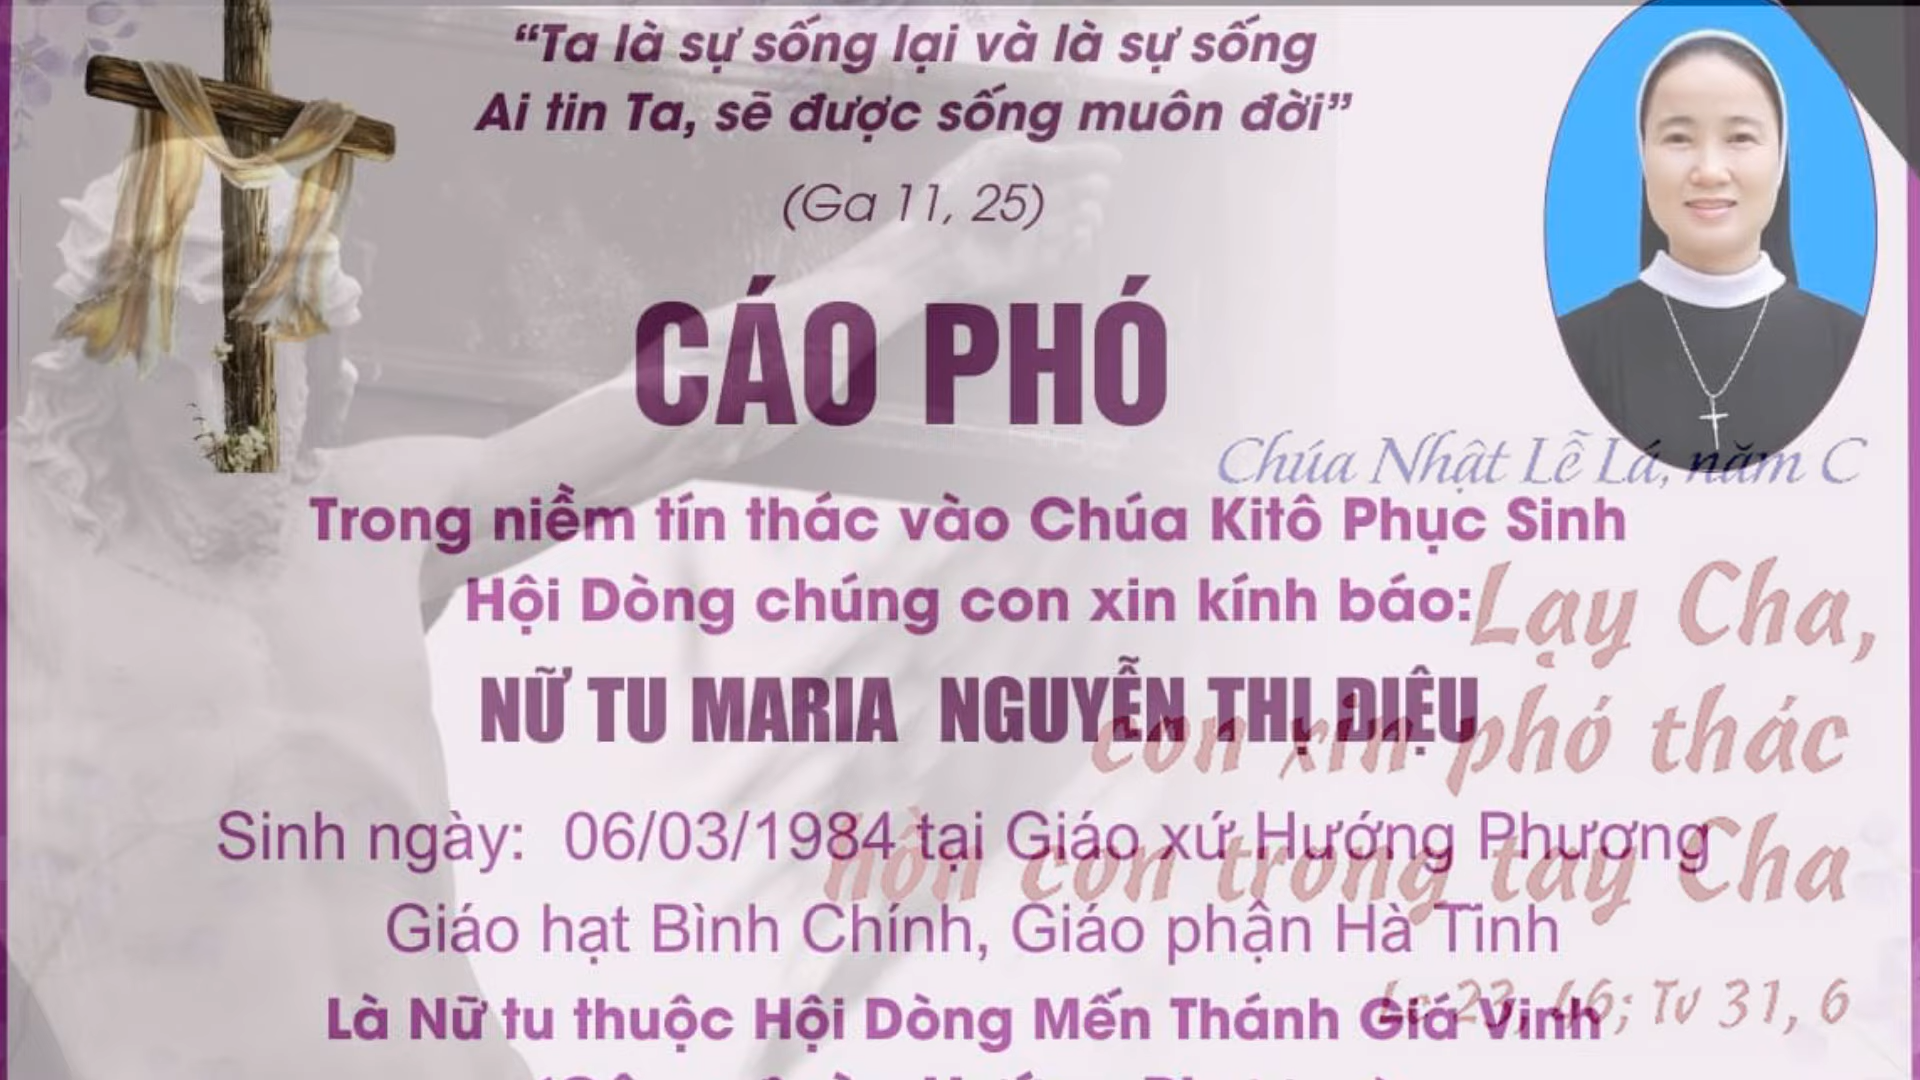 “Ta là sự sống lại và là sự sống
Ai tin Ta, sẽ được sống muôn đời”
(Ga 11, 25)
CÁO PHÓ
Chúa Nhật Lễ Lá, năm C
Trong niềm tín thác vào Chúa Kitô Phục Sinh
Hội Dòng chúng con xin kính báo:
Lạy Cha,
NỮ TU MARIA NGUYỄN THỊ DIỆU
con xin phó thác
Sinh ngày: 06/03/1984 tại Giáo xứ Hướng Phương
hồn con trong tay Cha
Giáo hạt Bình Chính, Giáo phận Hà Tĩnh
Là Nữ tu thuộc Hội Dòng Mến Thánh Giá Vinh
Lc 23, 46; Tv 31, 6